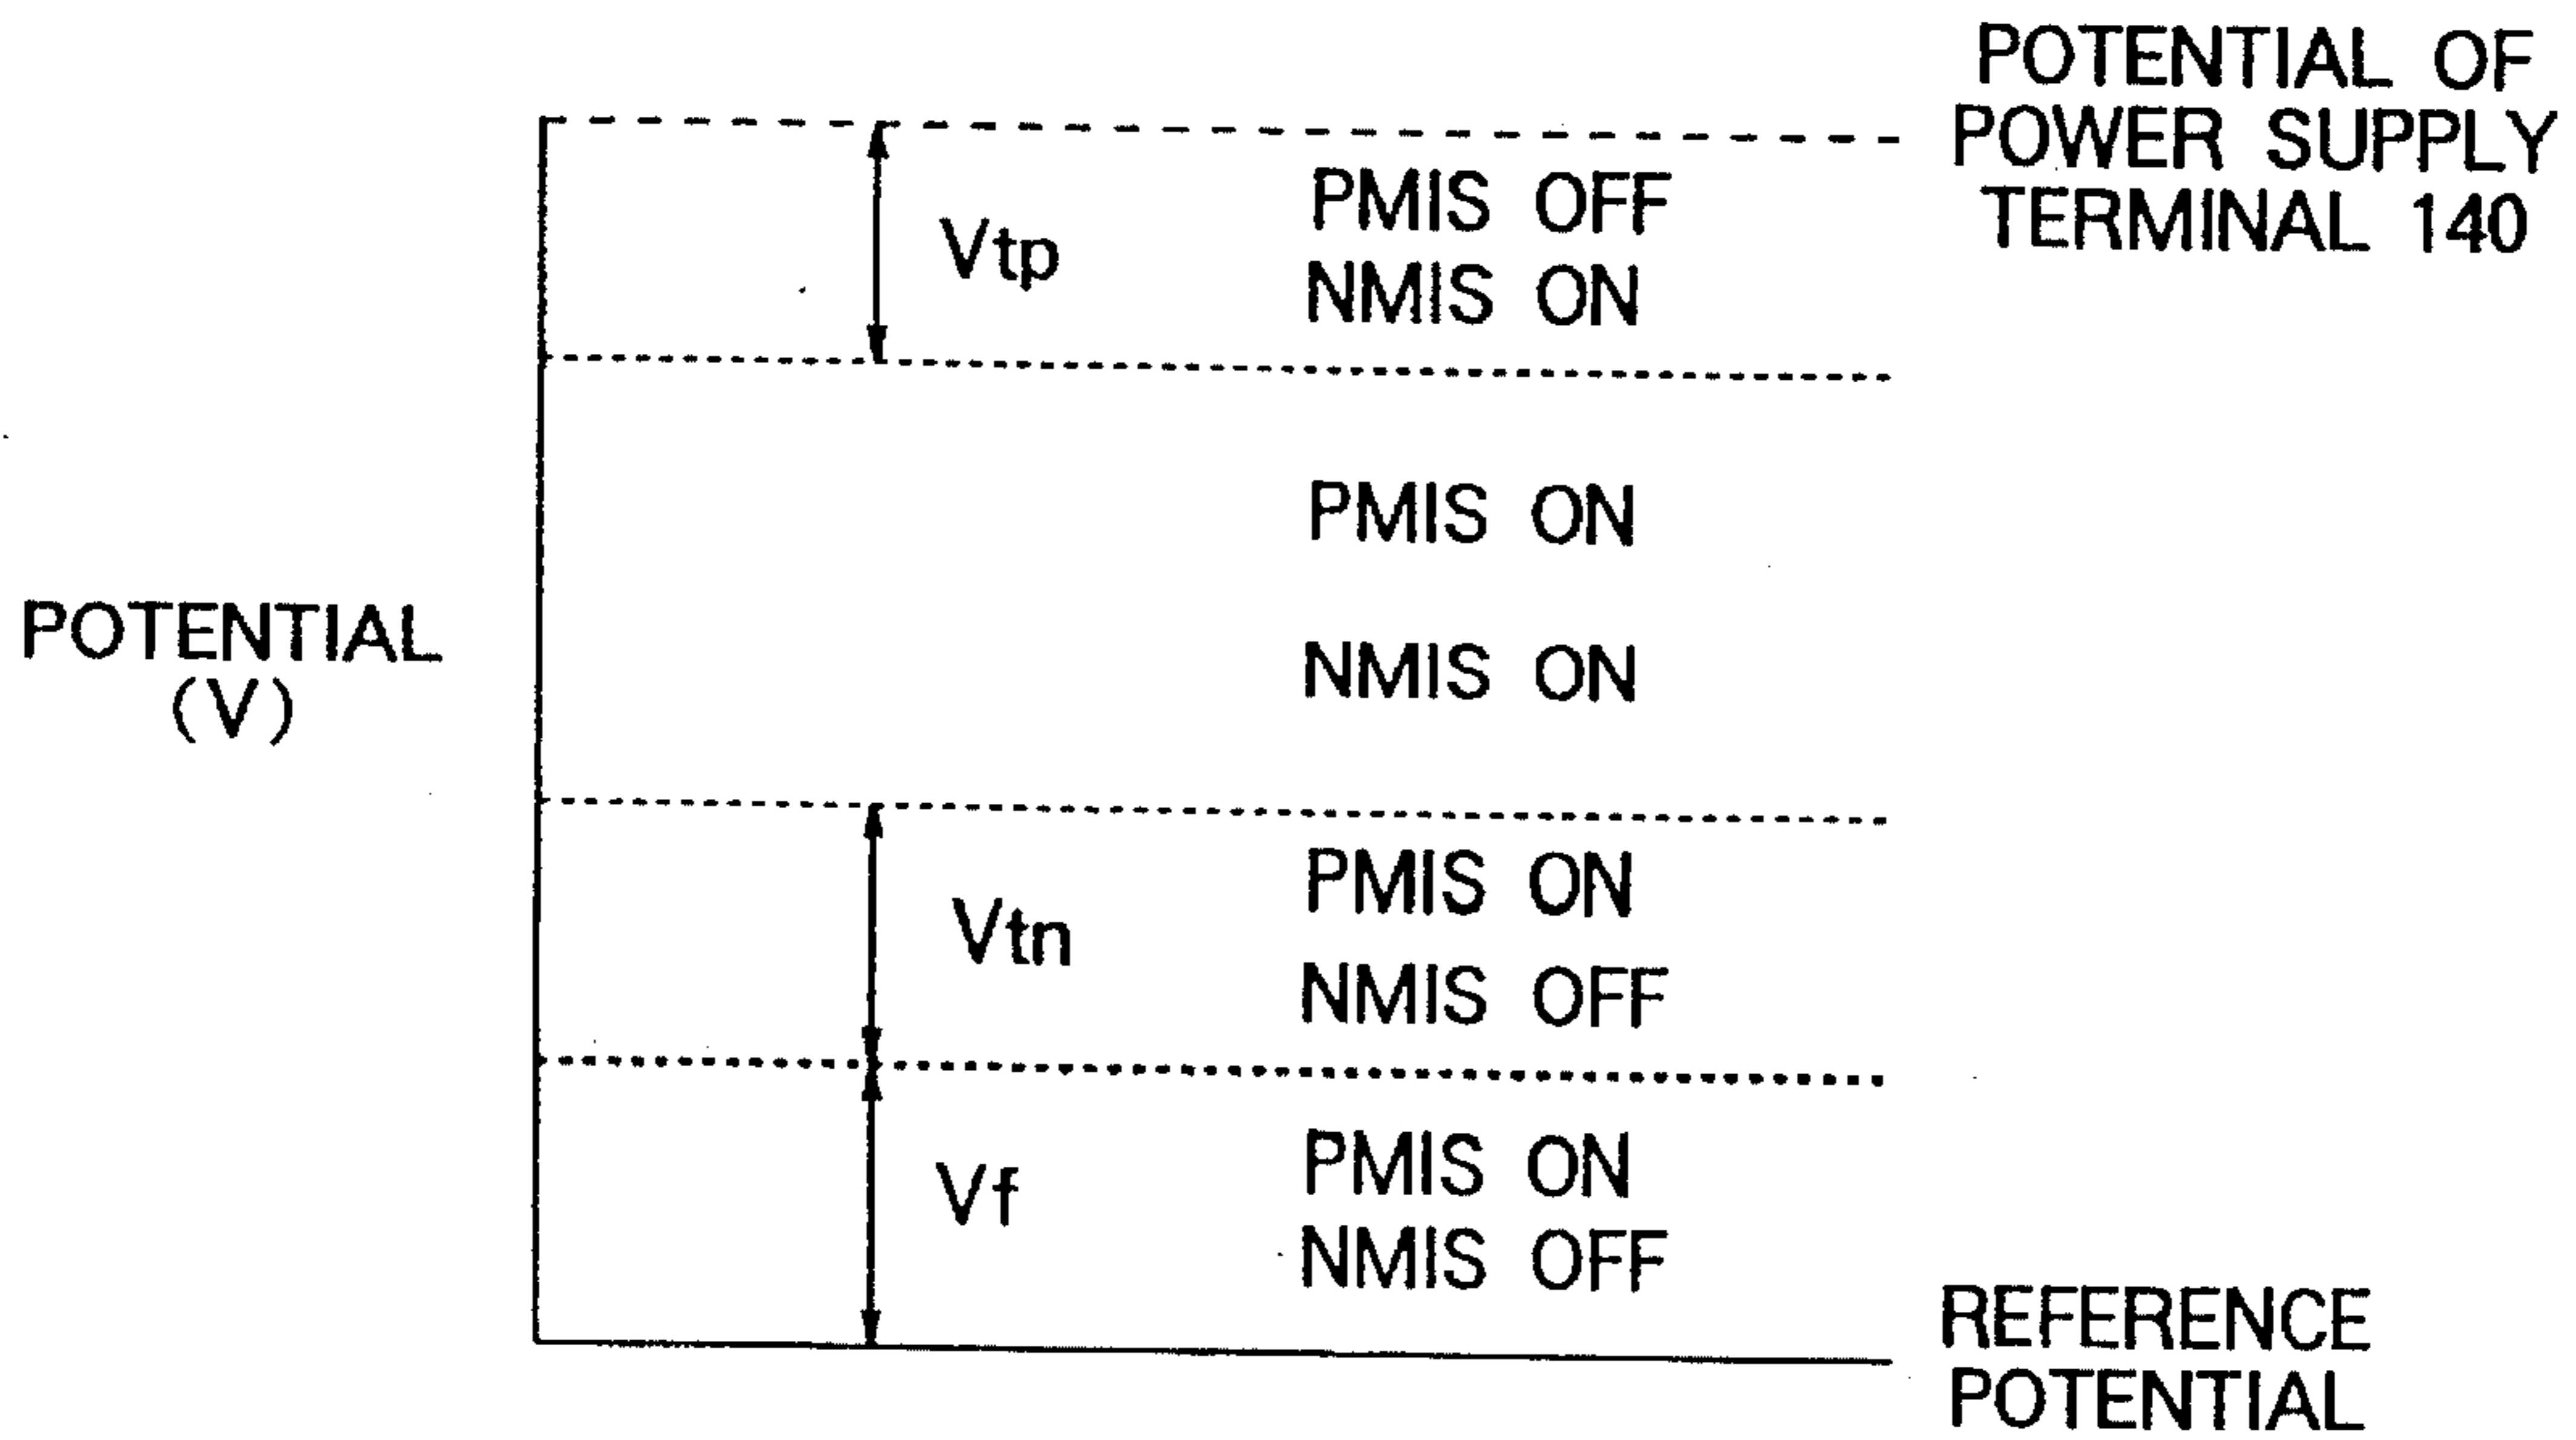 POTENTIAL OF
POWER SUPPLY
TERMINAL 140
PMIS OFF
Vtp
NMIS ON
PMIS ON
POTENTIAL
(V)
NMIS ON
PMIS ON
Vtn
NMIS OFF
PMIS ON
Vf
NMIS OFF
REFERENCE
POTENTIAL